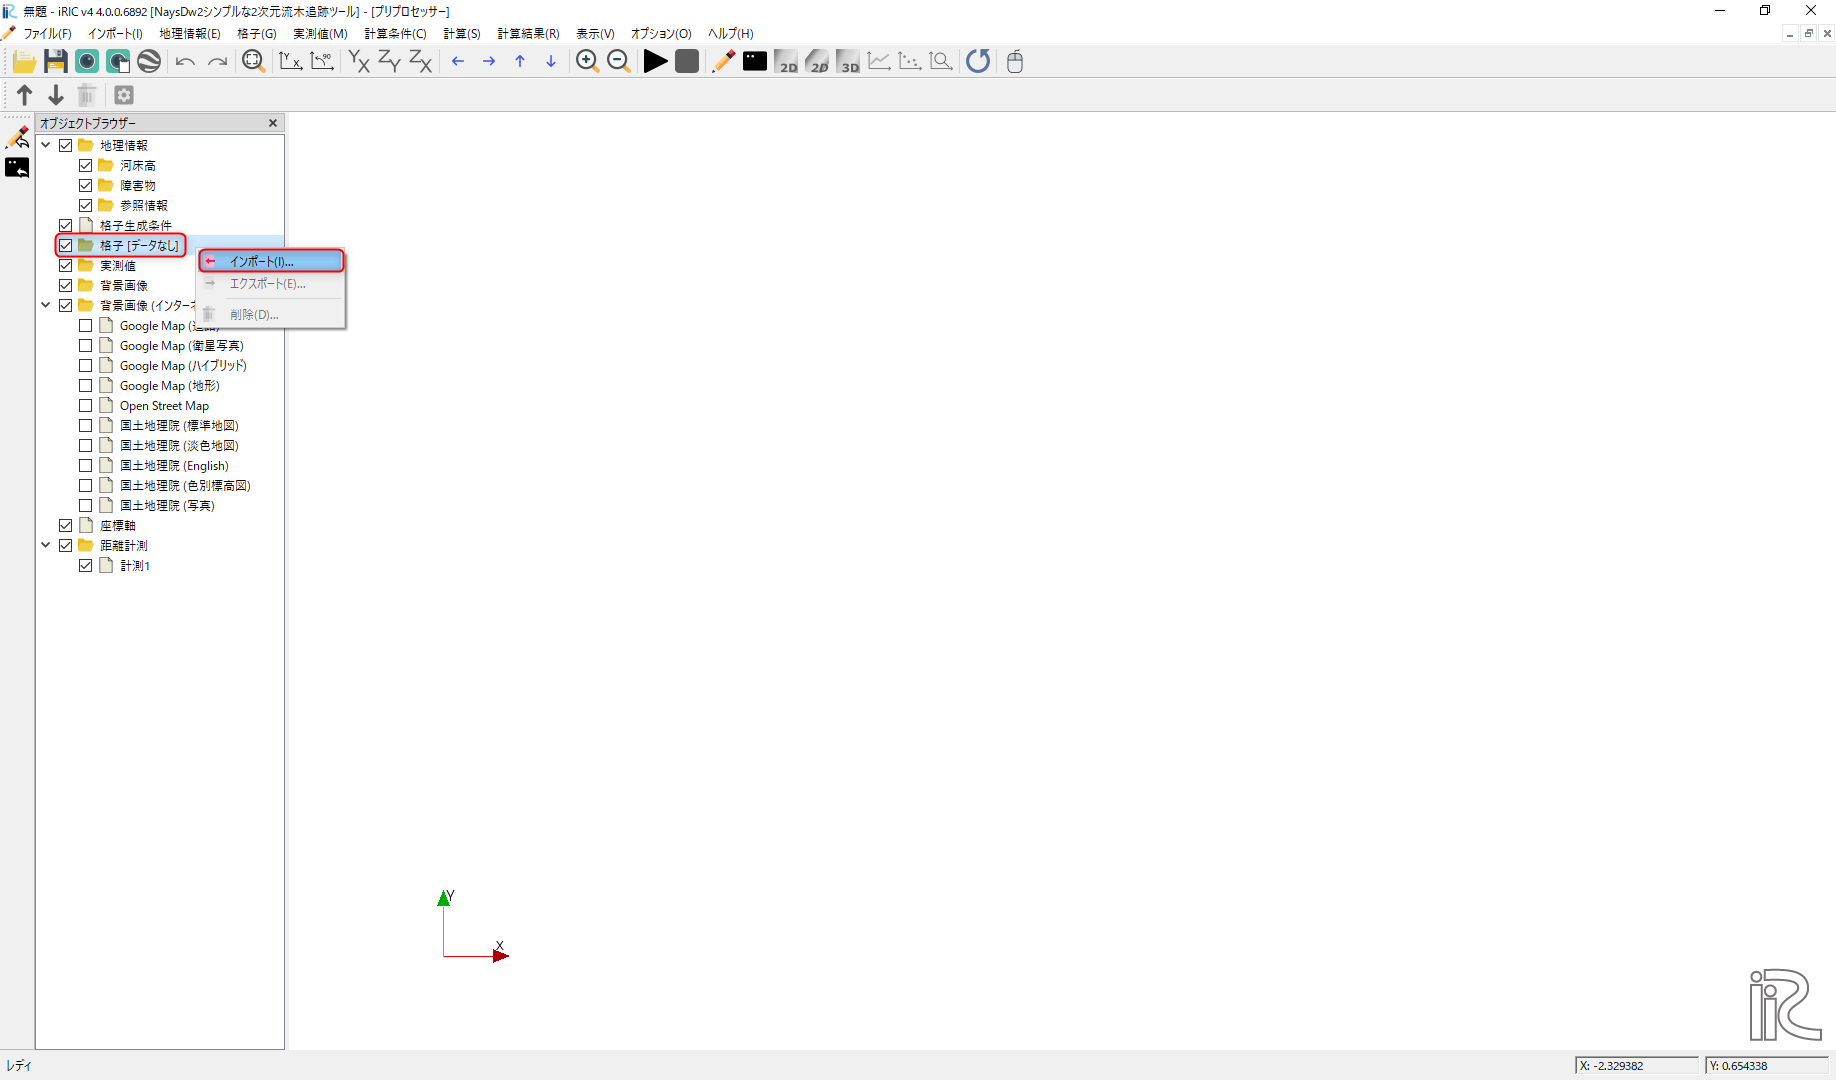 無題 - iRIC v4 4.0.0.6892 [NaysDw2シンプルな2次元流木追跡ツール] - [プリプロセッサー]
ファイル(F) インポート(I) 地理情報(E) 格子(G) 実測値(M) 計算条件(C) 計算(S) 計算結果(R) 表示(V) オプション(O) ヘルプ(H)
オブジェクトブラウザー
地理情報
河床高
障害物
参照情報
格子生成条件
格子 [データなし]
インポート(I)...
実測値
エクスポート(E)...
背景画像
背景画像 (インターネ
削除(D)...
Google Map (道路)
Google Map (衛星写真)
Google Map (ハイブリッド)
Google Map (地形)
Open Street Map
国土地理院 (標準地図)
国土地理院 (淡色地図)
国土地理院 (English)
国土地理院 (色別標高図)
国土地理院 (写真)
座標軸
距離計測
計測1
Y
X
iRIC
レディ
X: -2.329382
Y: 0.654338